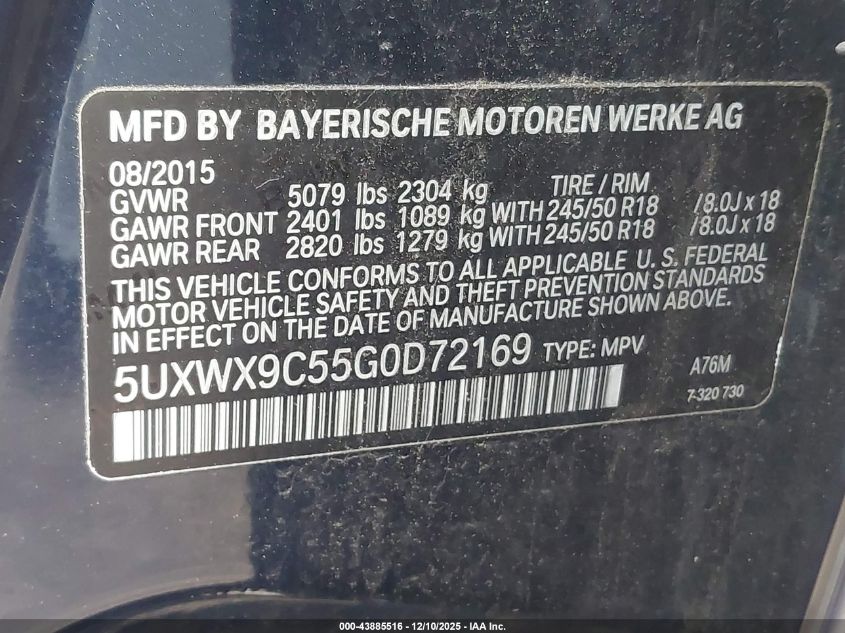 MFD BY BAYERISCHE MOTOREN WERKE AG
08/2015 TIRE / RIM
GVWR 5079 lbs 2304 kg
GAWR FRONT 2401 lbs 1089 kg WITH 245/50 R18 /8.0J x 18
GAWR REAR 2820 lbs 1279 kg WITH 245/50 R18 /8.0J x 18
THIS VEHICLE CONFORMS TO ALL APPLICABLE U. S. FEDERAL
MOTOR VEHICLE SAFETY AND THEFT PREVENTION STANDARDS
IN EFFECT ON THE DATE OF MANUFACTURE SHOWN ABOVE.
5UXWX9C55G0D72169 TYPE: MPV A76M
7-320 730
000-43885516 - 12/10/2025 - IAA Inc.